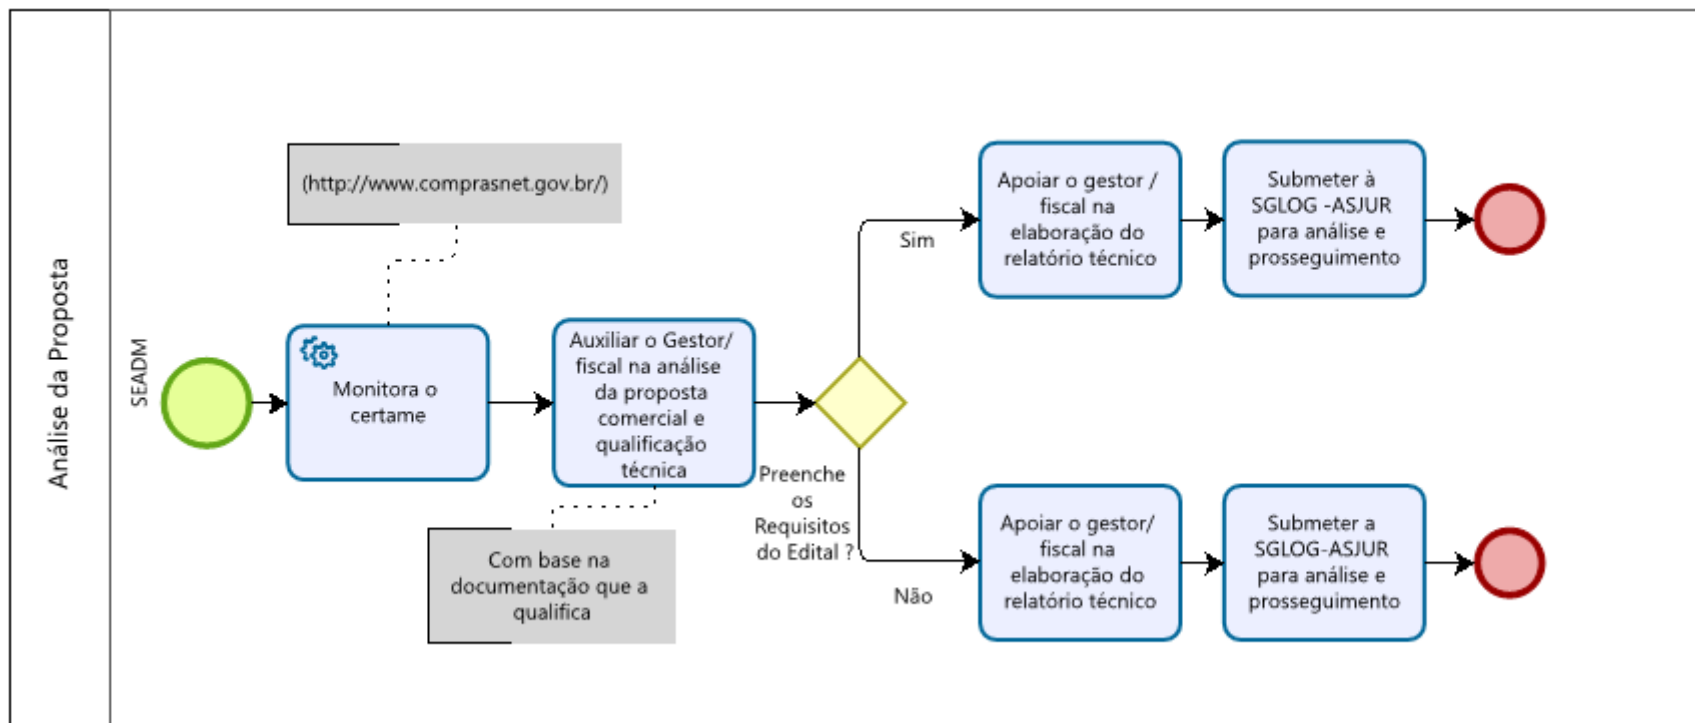 Análise da Proposta
SEADM
(http://www.comprasnet.gov.br/)
Monitora o
certame
Auxiliar o Gestor/
fiscal na análise
da proposta
comercial e
qualificação
técnica
Com base na
documentação que a
qualifica
Preenche
os
Requisitos
do Edital ?
Sim
Apoiar o gestor /
fiscal na
elaboração do
relatório técnico
Submeter à
SGLOG -ASJUR
para análise e
prosseguimento
Não
Apoiar o gestor/
fiscal na
elaboração do
relatório técnico
Submeter a
SGLOG-ASJUR
para análise e
prosseguimento